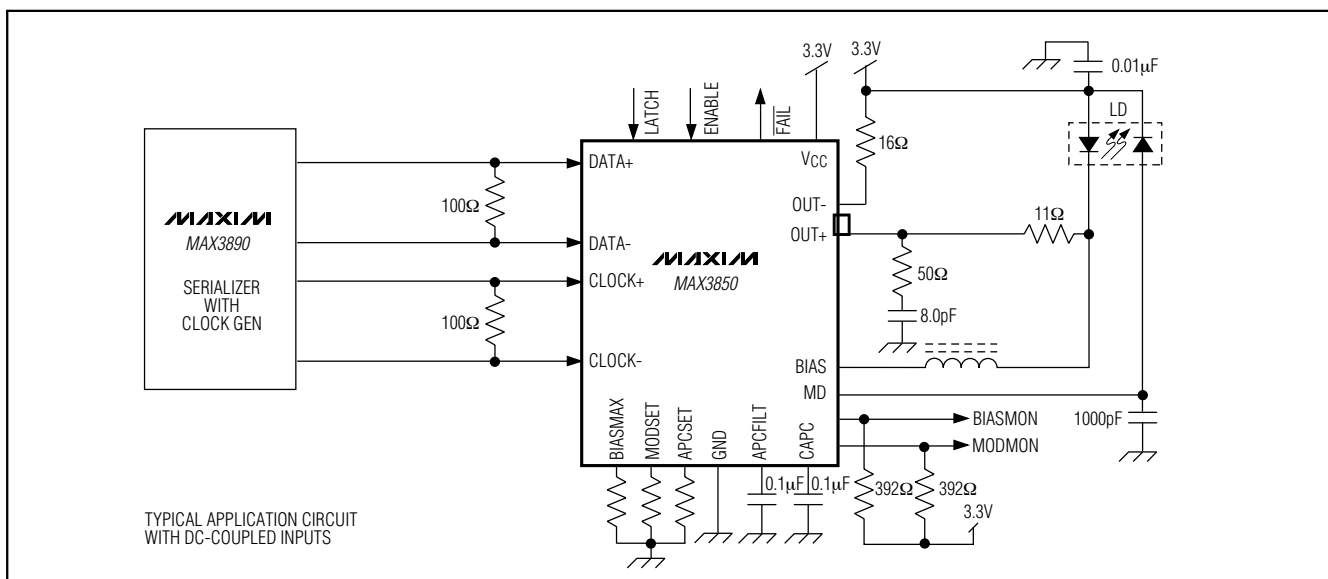 3.3V
3.3V
0.01μF
LATCH
ENABLE
FAIL
LD
MAXIM
MAX3890
SERIALIZER
WITH
CLOCK GEN
100Ω
100Ω
DATA+
DATA-
CLOCK+
CLOCK-
MAXIM
MAX3850
VCC
OUT-
OUT+
BIAS
MD
16Ω
11Ω
50Ω
8.0pF
BIASMON
MODMON
1000pF
BIASMAX
MODSET
APCSET
GND
APCFILT
CAPC
0.1μF
0.1μF
392Ω
392Ω
3.3V
TYPICAL APPLICATION CIRCUIT
WITH DC-COUPLED INPUTS